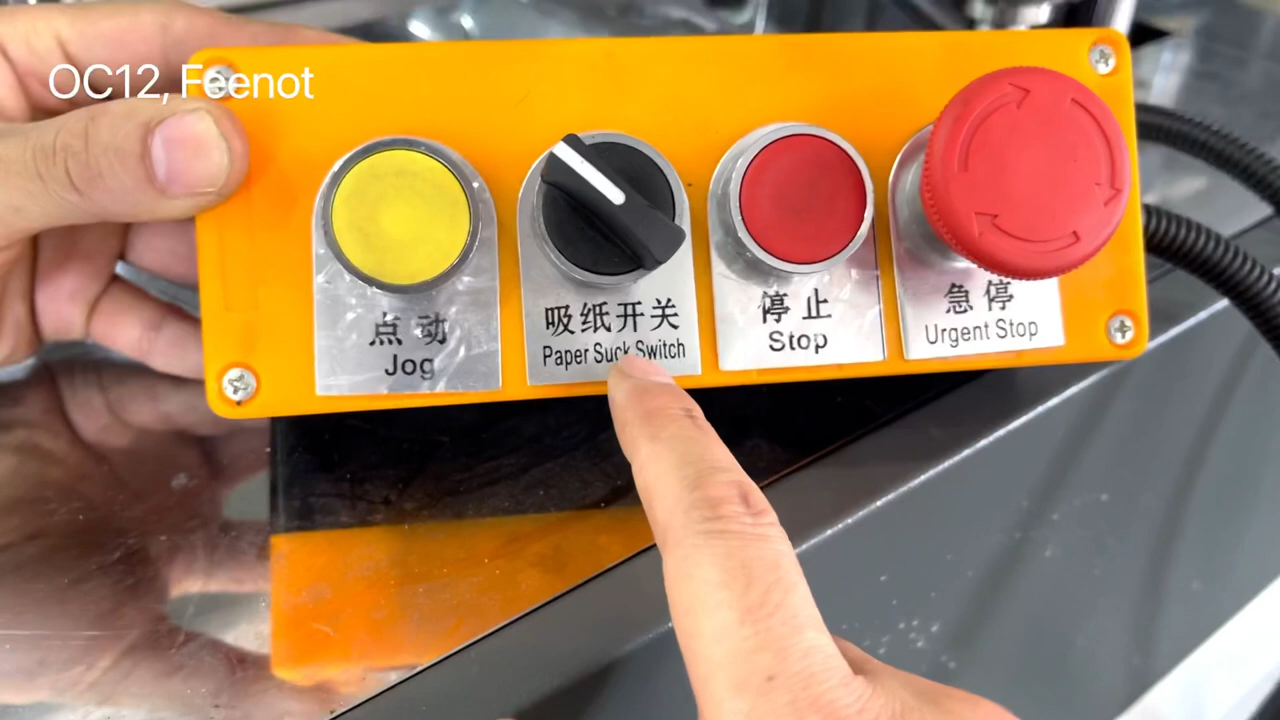 OC12, Feenot
点动
Jog
吸纸开关
Paper Suck Switch
停止
Stop
急停
Urgent Stop